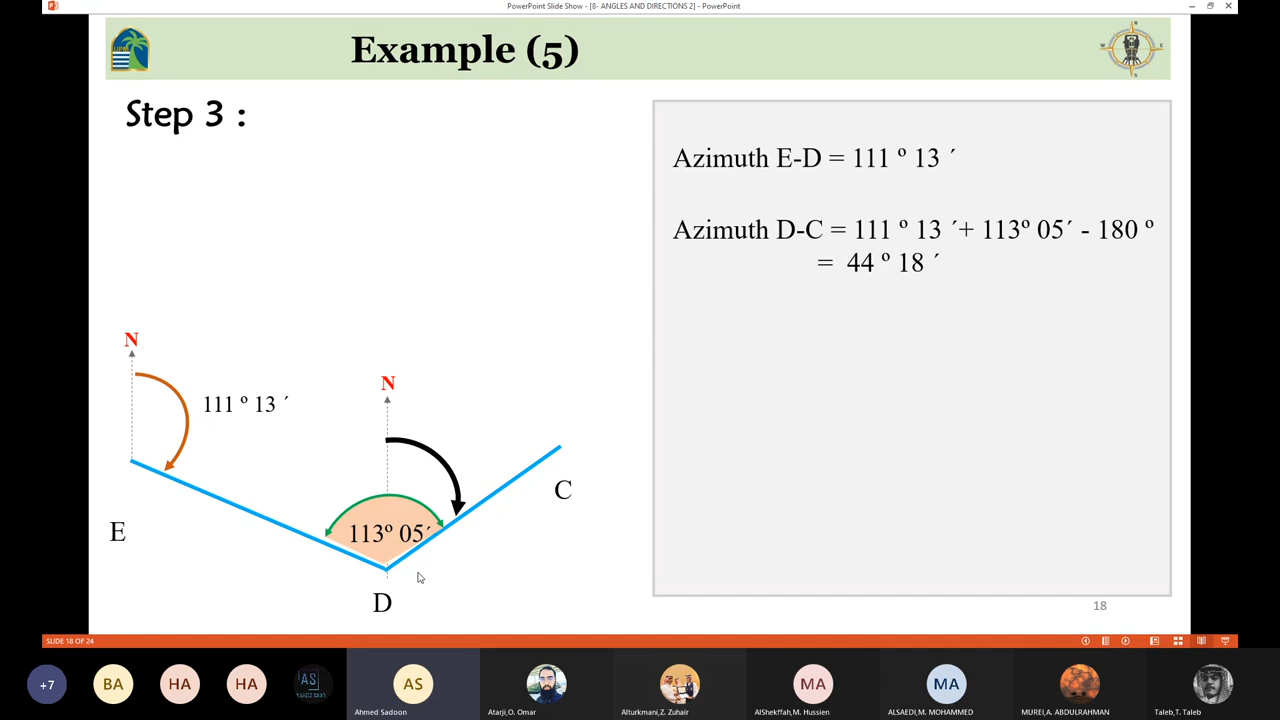 PowerPoint Slide Show - [8- ANGLES AND DIRECTIONS 2] - PowerPoint
Example (5)
N
W
E
S
Step 3 :
Azimuth E-D = 111 º 13 ´
Azimuth D-C = 111 º 13 ´+ 113º 05´ - 180 º
= 44 º 18 ´
N
111 º 13 ´
N
C
113º 05´
E
D
18
SLIDE 18 OF 24
+7
BA
HA
HA
AS
AS
MA
MA
Ahmed Sadoon
Atarji,O. Omar
Alturkmani,Z. Zuhair
AlShekffah,M. Hussien
ALSAEDI,M. MOHAMMED
MUREI,A. ABDULRAHMAN
Taleb,T. Taleb